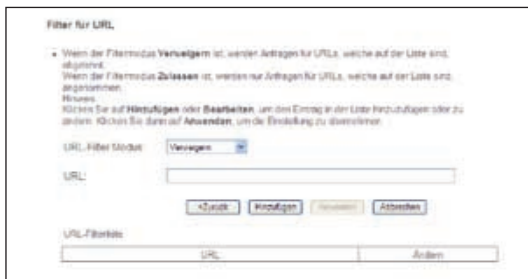 Filter für URL
Wenn der Filtermodus Verweigern ist, werden Anfragen für URLs, welche auf der Liste sind,
abgelehnt.
Wenn der Filtermodus Zulassen ist, werden nur Anfragen für URLs, welche auf der Liste sind,
angenommen.
Hinweis
Klicken Sie auf Hinzufügen oder Bearbeiten, um den Eintrag in der Liste hinzuzufügen oder zu
ändern. Klicken Sie dann auf Anwenden, um die Einstellung zu übernehmen.
URL-Filter Modus: Verweigern
URL:
<Zurück Hinzufügen Anwenden Abbrechen
URL-Filterliste
URL Ändern